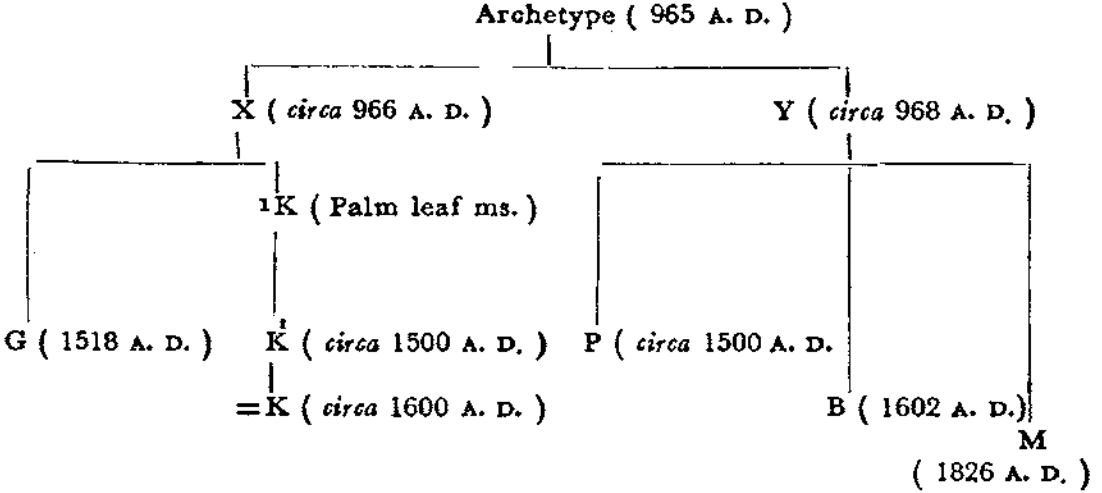 Archetype ( 965 A. D. )
X ( circa 966 A. D. ) Y ( circa 968 A. D. )
1K ( Palm leaf ms. )
G ( 1518 A. D. ) K¹ ( circa 1500 A. D. ) P ( circa 1500 A. D.
=K ( circa 1600 A. D. ) B ( 1602 A. D.)
M
( 1826 A. D. )